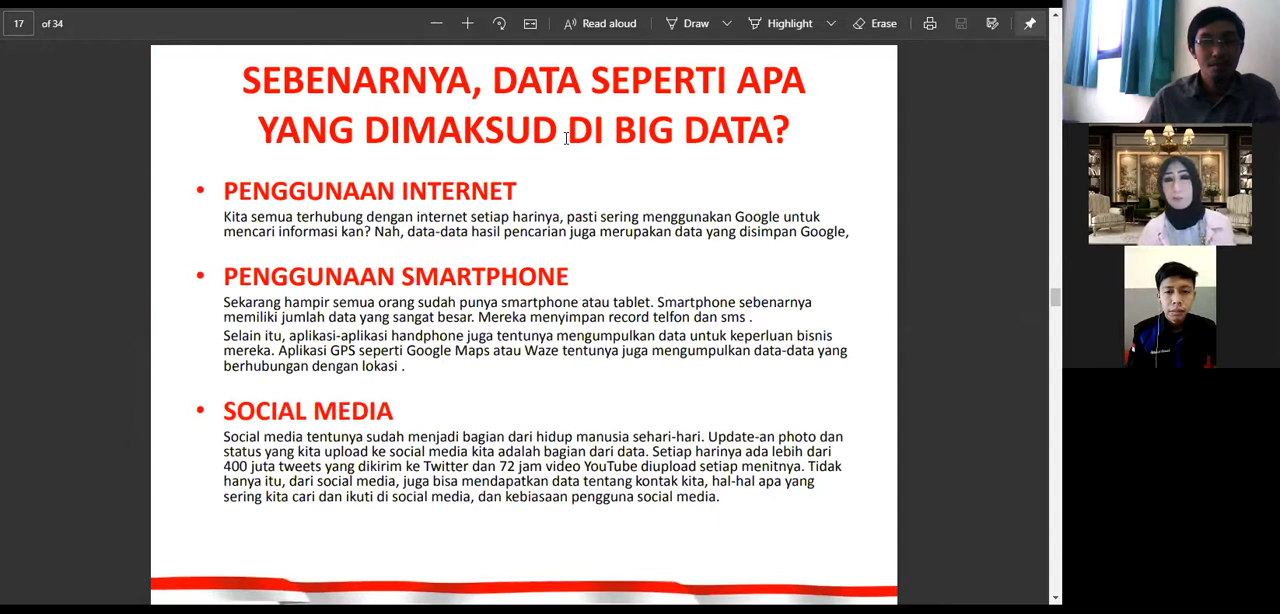 17 of 34
Read aloud
Draw
Highlight
Erase
SEBENARNYA, DATA SEPERTI APA
YANG DIMAKSUD DI BIG DATA?
• PENGGUNAAN INTERNET
Kita semua terhubung dengan internet setiap harinya, pasti sering menggunakan Google untuk
mencari informasi kan? Nah, data-data hasil pencarian juga merupakan data yang disimpan Google,
• PENGGUNAAN SMARTPHONE
Sekarang hampir semua orang sudah punya smartphone atau tablet. Smartphone sebenarnya
memiliki jumlah data yang sangat besar. Mereka menyimpan record telfon dan sms .
Selain itu, aplikasi-aplikasi handphone juga tentunya mengumpulkan data untuk keperluan bisnis
mereka. Aplikasi GPS seperti Google Maps atau Waze tentunya juga mengumpulkan data-data yang
berhubungan dengan lokasi .
• SOCIAL MEDIA
Social media tentunya sudah menjadi bagian dari hidup manusia sehari-hari. Update-an photo dan
status yang kita upload ke social media kita adalah bagian dari data. Setiap harinya ada lebih dari
400 juta tweets yang dikirim ke Twitter dan 72 jam video YouTube diupload setiap menitnya. Tidak
hanya itu, dari social media, juga bisa mendapatkan data tentang kontak kita, hal-hal apa yang
sering kita cari dan ikuti di social media, dan kebiasaan pengguna social media.